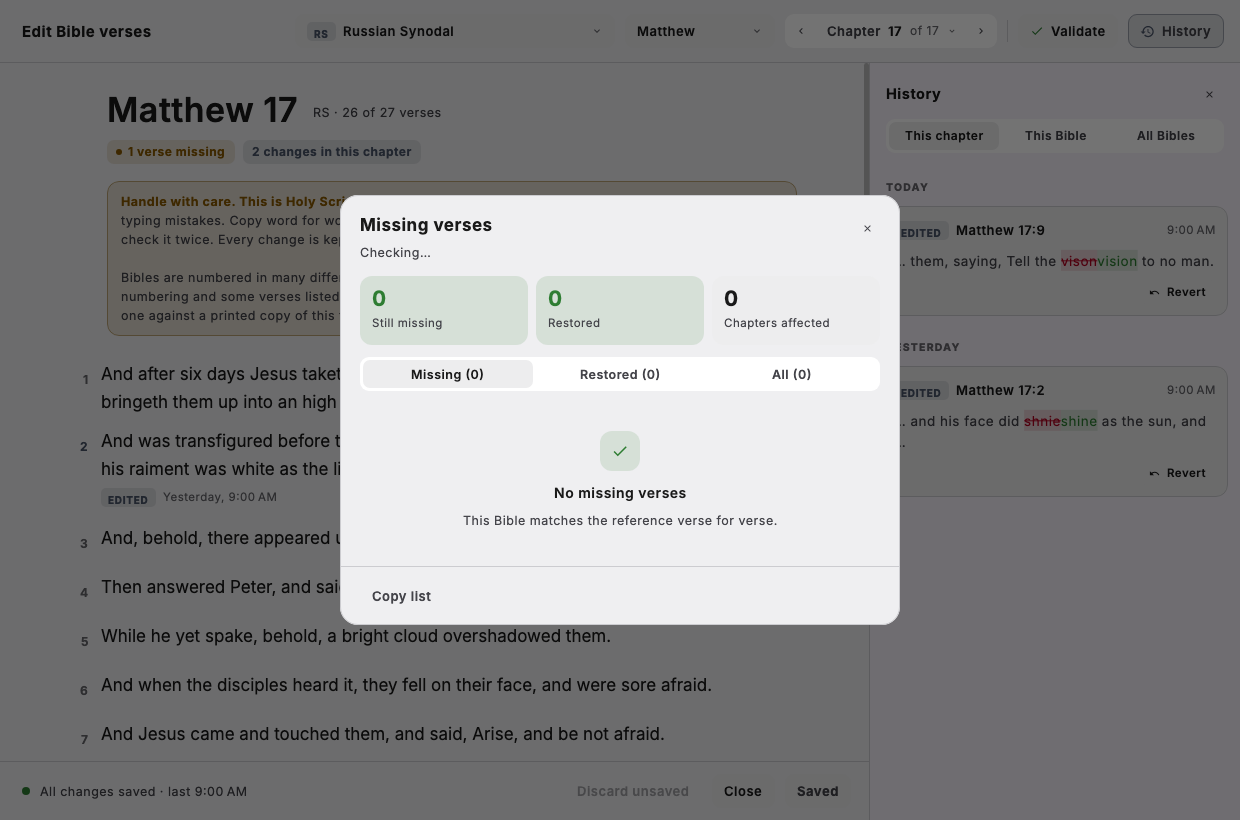 Edit Bible verses
RS Russian Synodal
Matthew
Chapter 17 of 17
Validate
History
Matthew 17 RS · 26 of 27 verses
1 verse missing 2 changes in this chapter
Handle with care. This is Holy Scri
typing mistakes. Copy word for wo
check it twice. Every change is ke
Bibles are numbered in many differ
numbering and some verses listed
one against a printed copy of this
1 And after six days Jesus taket
bringeth them up into an high
2 And was transfigured before t
his raiment was white as the li
EDITED Yesterday, 9:00 AM
3 And, behold, there appeared u
4 Then answered Peter, and said
5 While he yet spake, behold, a bright cloud overshadowed them.
6 And when the disciples heard it, they fell on their face, and were sore afraid.
7 And Jesus came and touched them, and said, Arise, and be not afraid.
All changes saved · last 9:00 AM
Discard unsaved
Close
Saved
Missing verses
×
Checking…
0
Still missing
0
Restored
0
Chapters affected
Missing (0) Restored (0) All (0)
No missing verses
This Bible matches the reference verse for verse.
Copy list
History
×
This chapter This Bible All Bibles
TODAY
EDITED Matthew 17:9 9:00 AM
.. them, saying, Tell the visonvision to no man.
Revert
ESTERDAY
EDITED Matthew 17:2 9:00 AM
.. and his face did shnieshine as the sun, and
..
Revert